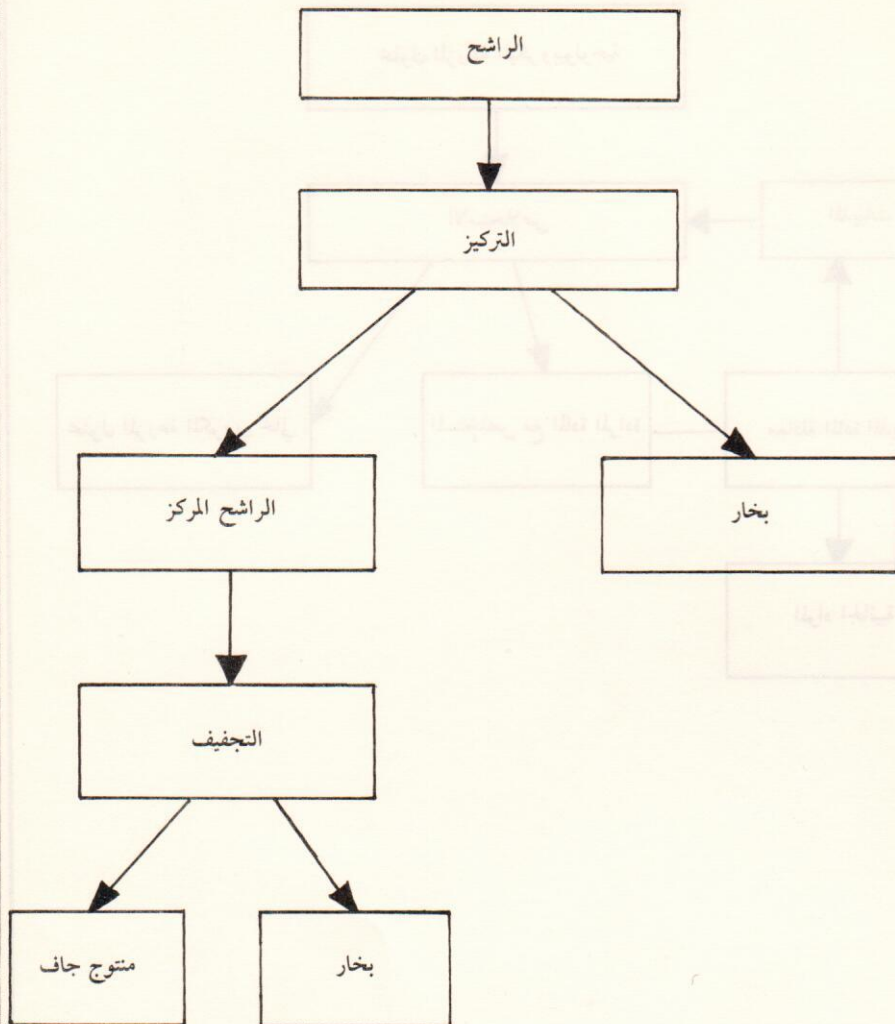 الراشح
التركيز
بخار
الراشح المركز
التجفيف
بخار
منتوج جاف